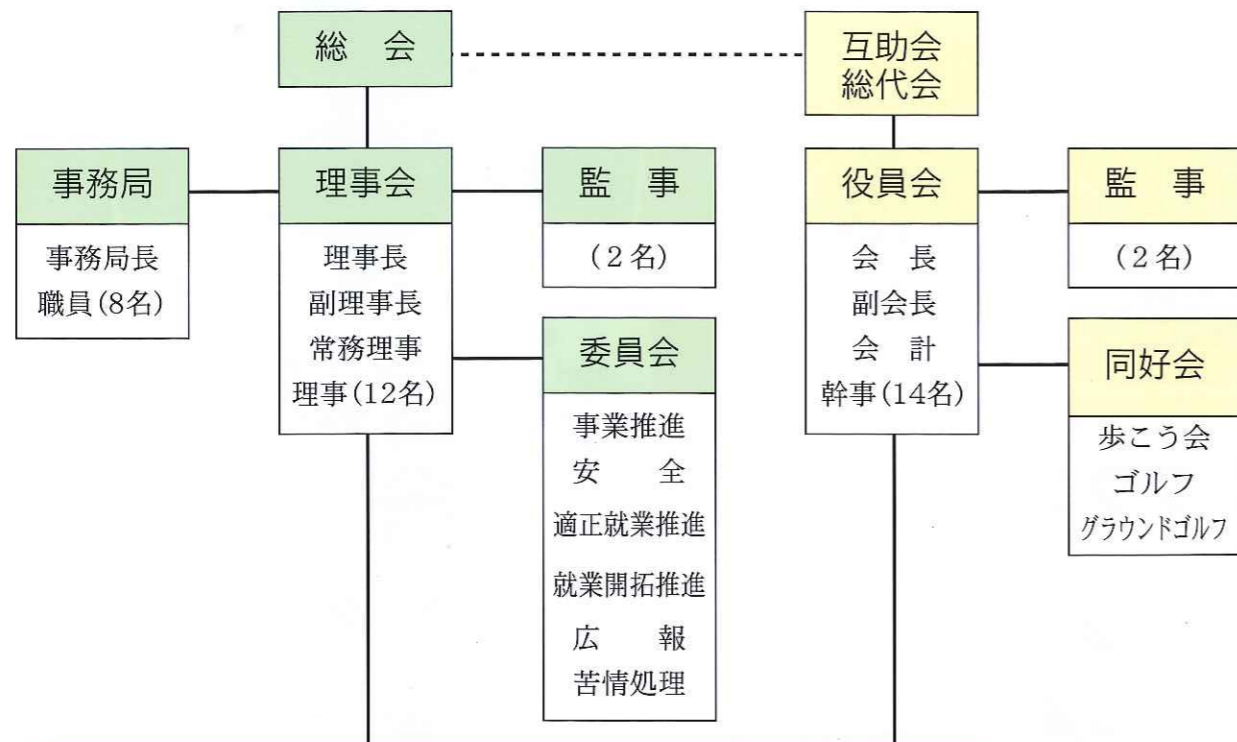 総　会
互助会
総代会
事務局
事務局長
職員(8名)
理事会
理事長
副理事長
常務理事
理事(12名)
監　事
(2名)
委員会
事業推進
安　　全
適正就業推進
就業開拓推進
広　　報
苦情処理
役員会
会　長
副会長
会　計
幹事(14名)
監　事
(2名)
同好会
歩こう会
ゴルフ
グラウンドゴルフ